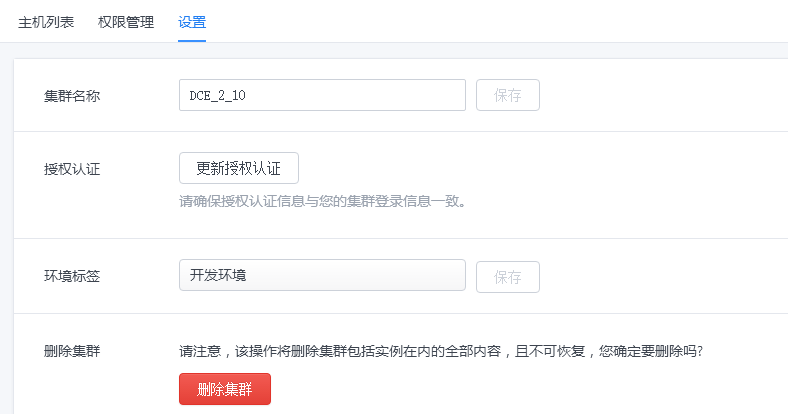 主机列表 权限管理 设置
集群名称 DCE_2_10 保存
授权认证 更新授权认证
请确保授权认证信息与您的集群登录信息一致。
环境标签 开发环境 保存
删除集群 请注意，该操作将删除集群包括实例在内的全部内容，且不可恢复，您确定要删除吗?
删除集群